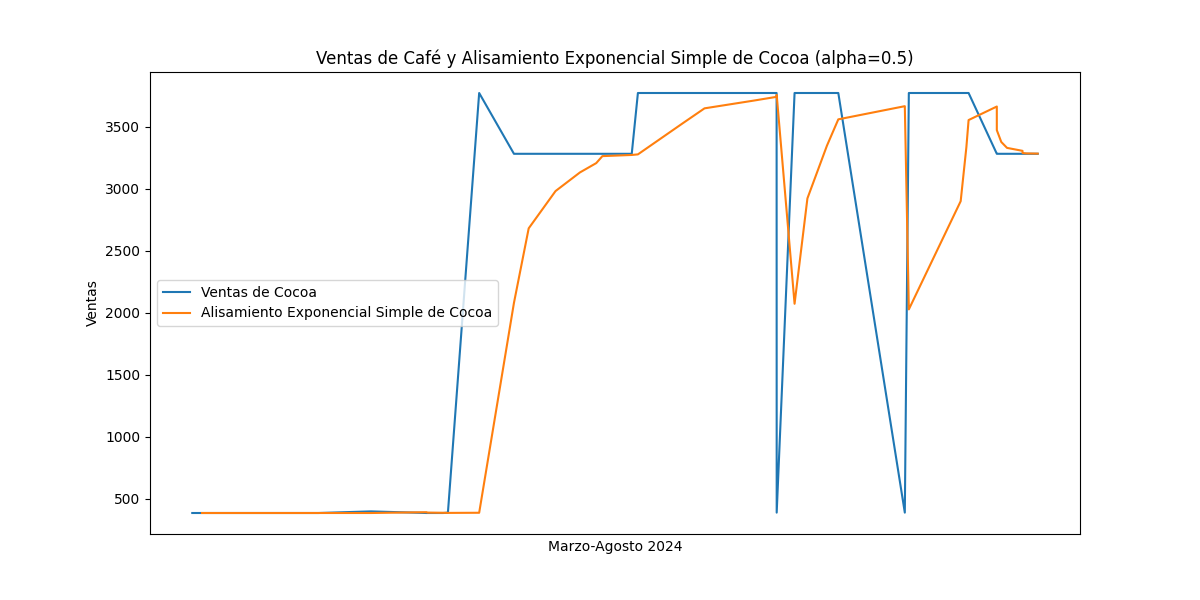 Ventas de Café y Alisamiento Exponencial Simple de Cocoa (alpha=0.5)
3500
3000
2500
2000
1500
1000
500
Ventas
Ventas de Cocoa
Alisamiento Exponencial Simple de Cocoa
Marzo-Agosto 2024